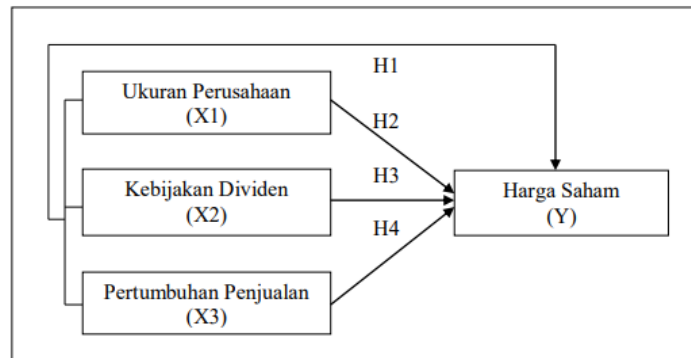 H1
Ukuran Perusahaan
(X1)
H2
Kebijakan Dividen
(X2)
H3
Harga Saham
(Y)
H4
Pertumbuhan Penjualan
(X3)